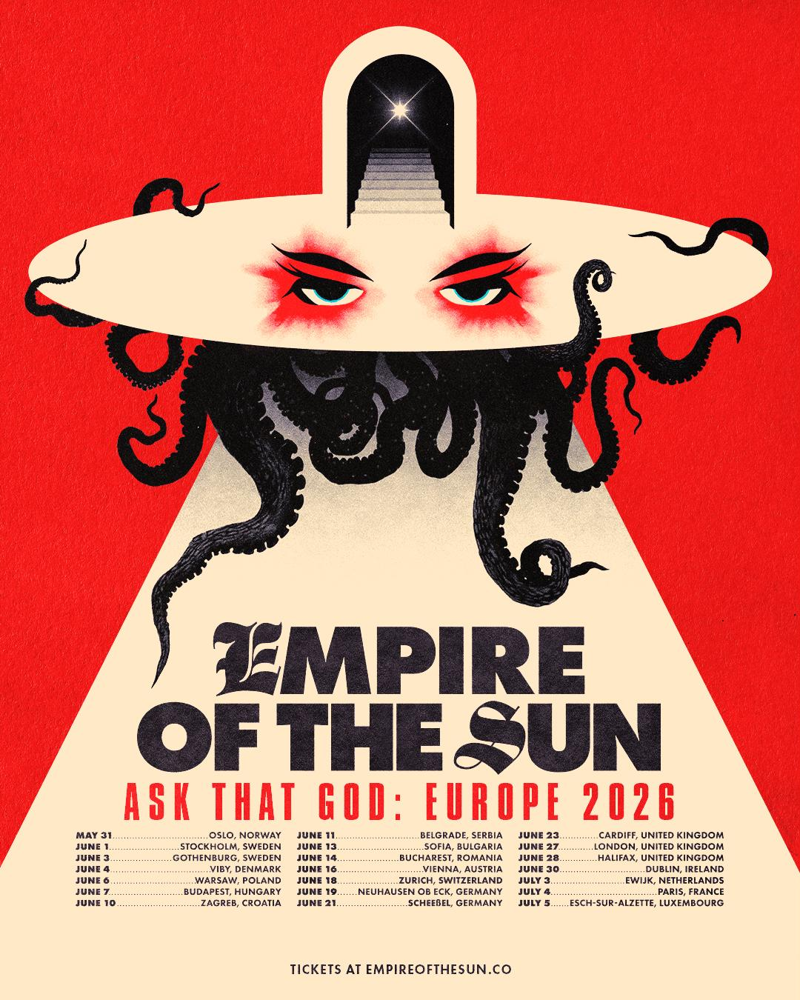 EMPIRE
OF THE SUN
ASK THAT GOD: EUROPE 2026
MAY 31......OSLO, NORWAY
JUNE 1......STOCKHOLM, SWEDEN
JUNE 3......GOTHENBURG, SWEDEN
JUNE 4......VIBY, DENMARK
JUNE 6......WARSAW, POLAND
JUNE 7......BUDAPEST, HUNGARY
JUNE 10......ZAGREB, CROATIA
JUNE 11......BELGRADE, SERBIA
JUNE 13......SOFIA, BULGARIA
JUNE 14......BUCHAREST, ROMANIA
JUNE 16......VIENNA, AUSTRIA
JUNE 18......ZURICH, SWITZERLAND
JUNE 19......NEUHAUSEN OB ECK, GERMANY
JUNE 21......SCHEEßEL, GERMANY
JUNE 23......CARDIFF, UNITED KINGDOM
JUNE 27......LONDON, UNITED KINGDOM
JUNE 28......HALIFAX, UNITED KINGDOM
JUNE 30......DUBLIN, IRELAND
JULY 3......EWIJK, NETHERLANDS
JULY 4......PARIS, FRANCE
JULY 5......ESCH-SUR-ALZETTE, LUXEMBOURG
TICKETS AT EMPIREOFTHESUN.CO